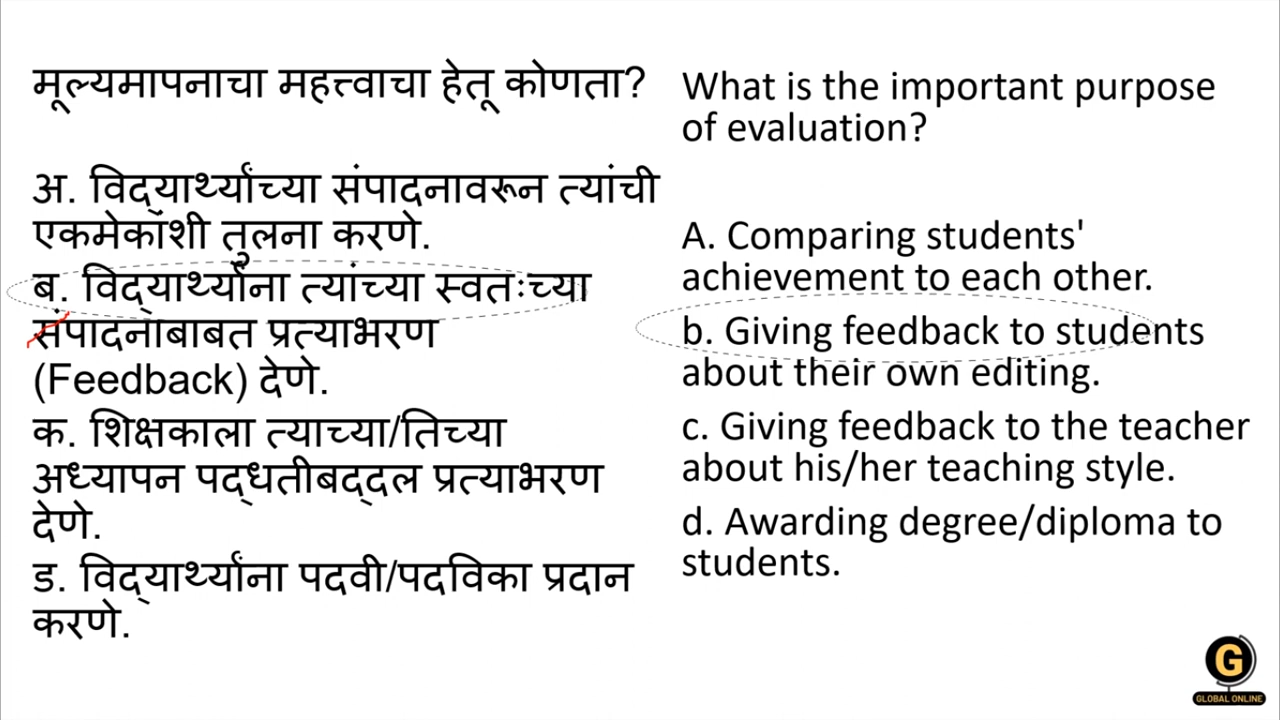 मूल्यमापनाचा महत्त्वाचा हेतू कोणता?
अ. विद्यार्थ्यांच्या संपादनावरून त्यांची
एकमेकांशी तुलना करणे.
ब. विद्यार्थ्यांना त्यांच्या स्वतःच्या
संपादनाबाबत प्रत्याभरण
(Feedback) देणे.
क. शिक्षकाला त्याच्या/तिच्या
अध्यापन पद्धतीबद्दल प्रत्याभरण
देणे.
ड. विद्यार्थ्यांना पदवी/पदविका प्रदान
करणे.
What is the important purpose
of evaluation?
A. Comparing students'
achievement to each other.
b. Giving feedback to students
about their own editing.
c. Giving feedback to the teacher
about his/her teaching style.
d. Awarding degree/diploma to
students.
G
GLOBAL ONLINE